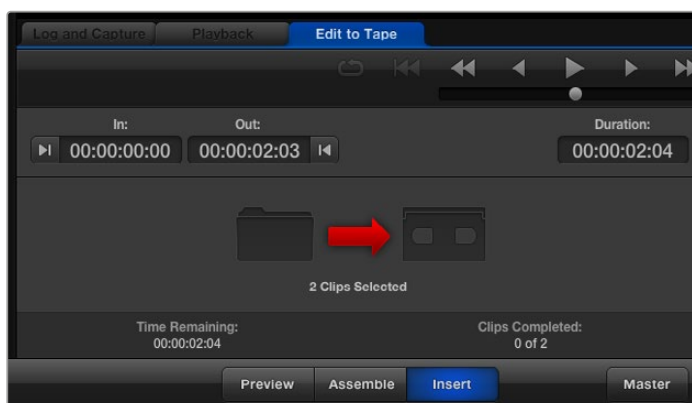 Log and Capture Playback Edit to Tape
In: Out: Duration:
00:00:00:00 00:00:02:03 00:00:02:04
2 Clips Selected
Time Remaining: Clips Completed:
00:00:02:04 0 of 2
Preview Assemble Insert Master